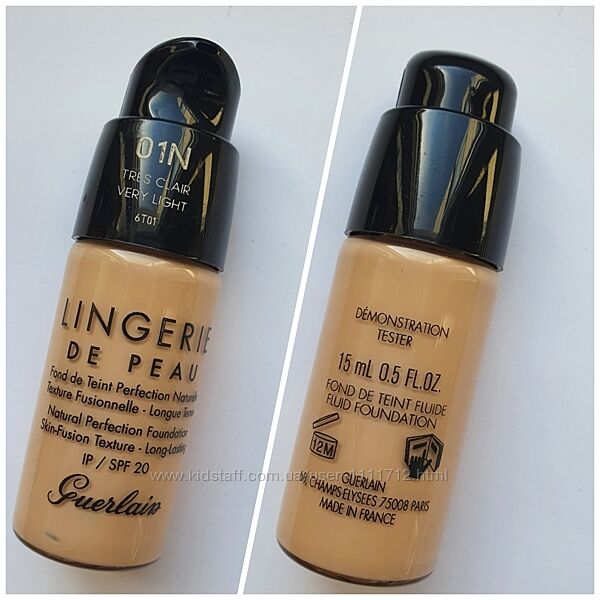 01N
TRES CLAIR
VERY LIGHT
6T01
LINGERIE
DE PEAU
Fond de Teint Perfection Naturelle
Texture Fusionnelle - Longue Tenue
Natural Perfection Foundation
Skin-Fusion Texture - Long-Lasting
IP / SPF 20
Guerlain
DÉMONSTRATION
TESTER
15 mL 0.5 FL.OZ.
FOND DE TEINT FLUIDE
FLUID FOUNDATION
12M
GUERLAIN
CHAMPS ELYSEES 75008 PARIS
MADE IN FRANCE
www.kidstaff.com.ua/user-1111712.html